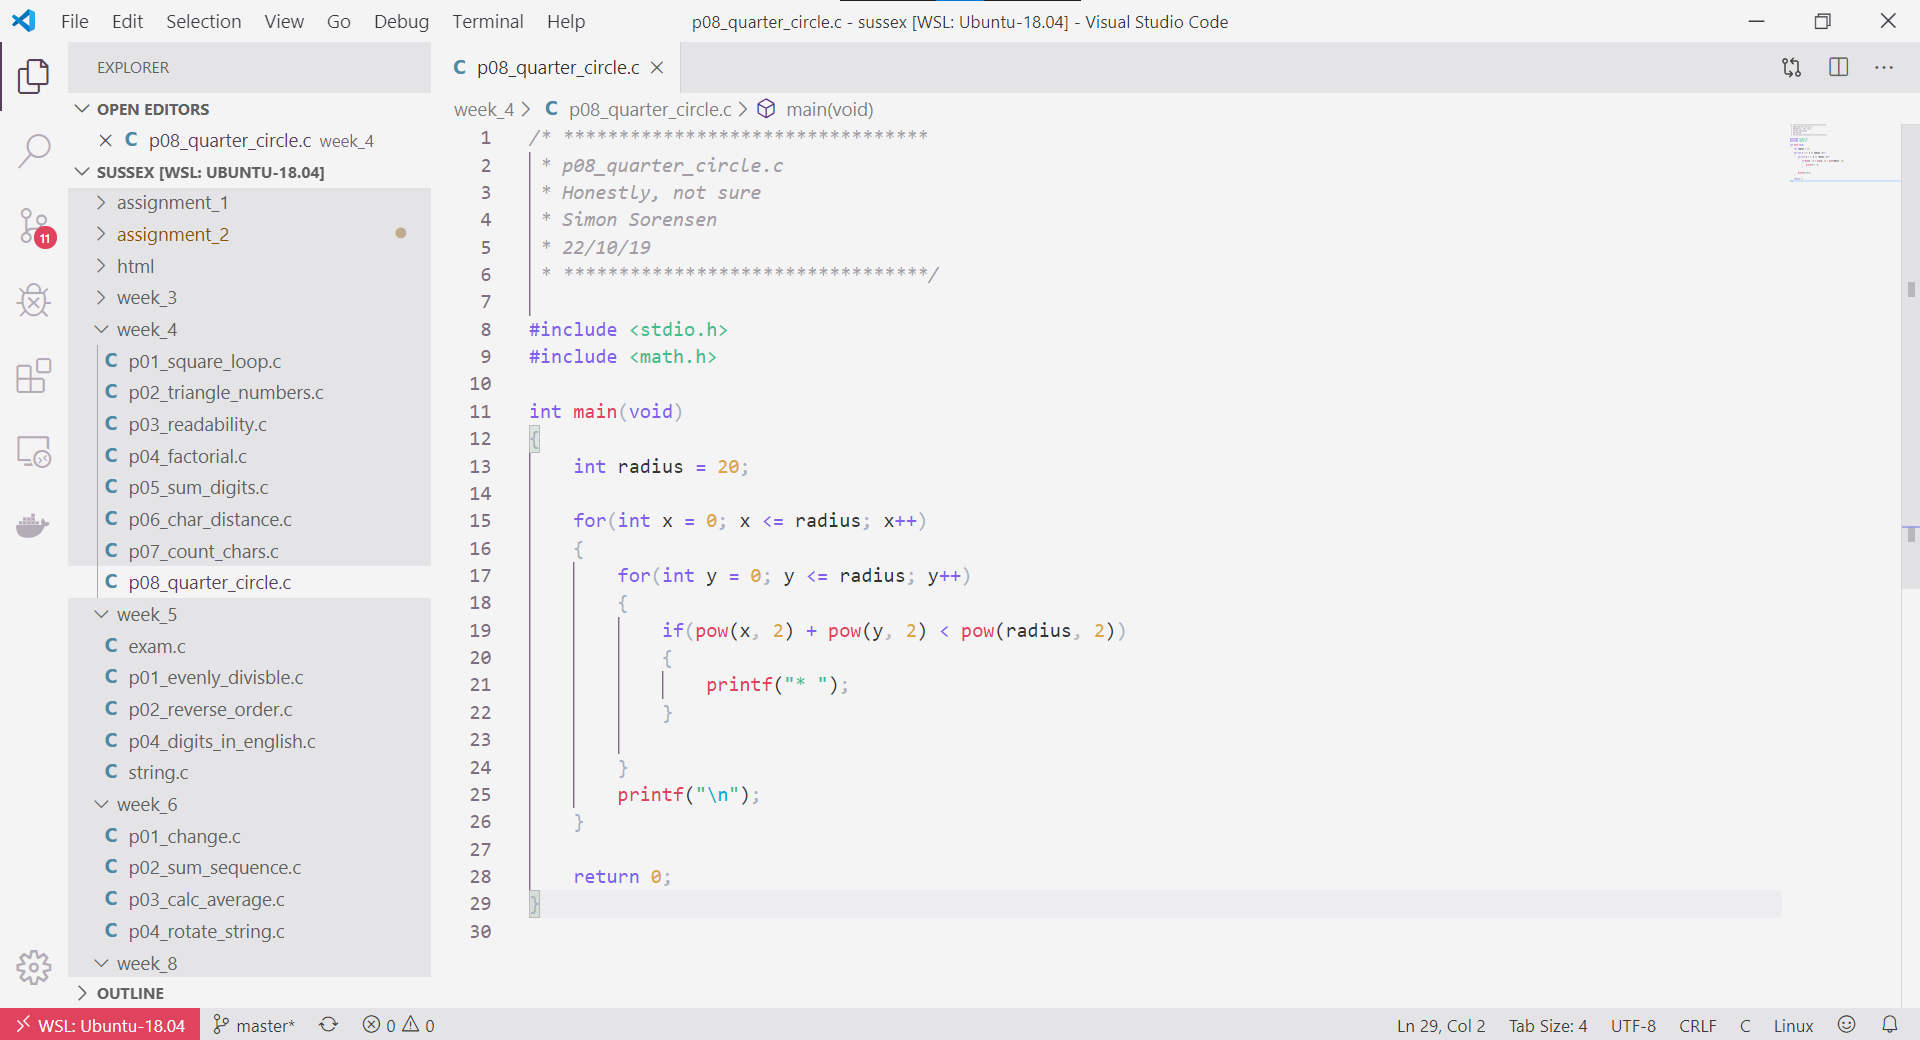 File Edit Selection View Go Debug Terminal Help p08_quarter_circle.c - sussex [WSL: Ubuntu-18.04] - Visual Studio Code
EXPLORER
OPEN EDITORS
C p08_quarter_circle.c week_4
SUSSEX [WSL: UBUNTU-18.04]
assignment_1
assignment_2
html
week_3
week_4
C p01_square_loop.c
C p02_triangle_numbers.c
C p03_readability.c
C p04_factorial.c
C p05_sum_digits.c
C p06_char_distance.c
C p07_count_chars.c
C p08_quarter_circle.c
week_5
C exam.c
C p01_evenly_divisble.c
C p02_reverse_order.c
C p04_digits_in_english.c
C string.c
week_6
C p01_change.c
C p02_sum_sequence.c
C p03_calc_average.c
C p04_rotate_string.c
week_8
OUTLINE
11
C p08_quarter_circle.c
week_4 > C p08_quarter_circle.c > main(void)
1 /* *********************************
2  * p08_quarter_circle.c
3  * Honestly, not sure
4  * Simon Sorensen
5  * 22/10/19
6  * *********************************/
7
8 #include <stdio.h>
9 #include <math.h>
10
11 int main(void)
12 {
13     int radius = 20;
14
15     for(int x = 0; x <= radius; x++)
16     {
17         for(int y = 0; y <= radius; y++)
18         {
19             if(pow(x, 2) + pow(y, 2) < pow(radius, 2))
20             {
21                 printf("* ");
22             }
23
24         }
25         printf("\n");
26     }
27
28     return 0;
29 }
30
WSL: Ubuntu-18.04 master* 0 0 Ln 29, Col 2 Tab Size: 4 UTF-8 CRLF C Linux